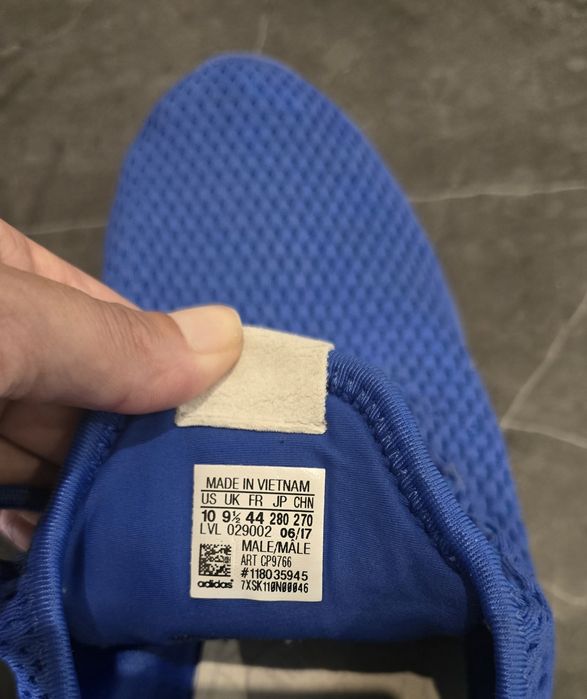 MADE IN VIETNAM
US UK FR JP CHN
10 9½ 44 280 270
LVL 029002 06/17
MALE/MÂLE
ART CP9766
#118035945
adidas 7XSK110N00046